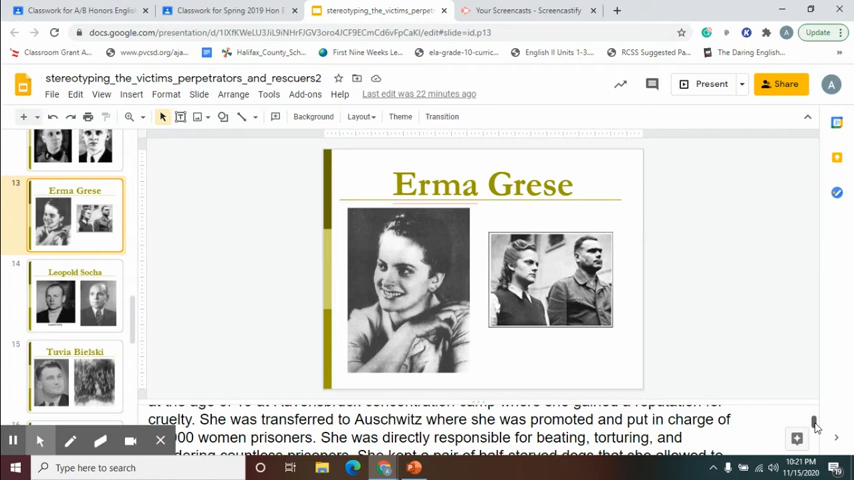 Classwork for A/B Honors English
Classwork for Spring 2019 Hon E
stereotyping_the_victims_perpetr
Your Screencasts - Screencastify
docs.google.com/presentation/d/1IXfKWeLU3JiL9iNHrFJGV3oro4JCF9ECmCd6vFpCaKI/edit#slide=id.p13
Update
Classroom Grant A...
www.pvcsd.org/aja...
Halifax_County_Sch...
First Nine Weeks Le...
ela-grade-10-curric...
English II Units 1-3...
RCSS Suggested Pa...
The Daring English...
stereotyping_the_victims_perpetrators_and_rescuers2
Present
Share
A
File Edit View Insert Format Slide Arrange Tools Add-ons Help Last edit was 22 minutes ago
Background Layout Theme Transition
13
Erma Grese
14
Leopold Socha
15
Tuvia Bielski
Erma Grese
cruelty. She was transferred to Auschwitz where she was promoted and put in charge of
000 women prisoners. She was directly responsible for beating, torturing, and
Type here to search
10:21 PM
11/15/2020